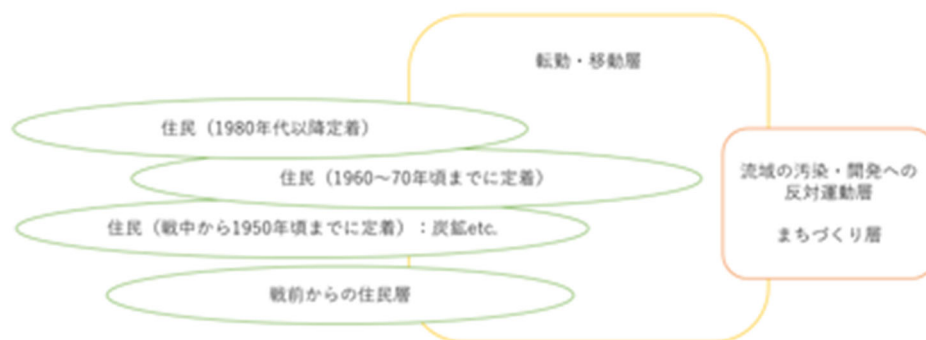 転勤・移動層
住民（1980年代以降定着）
流域の汚染・開発への
反対運動層
住民（1960～70年頃までに定着）
住民（戦中から1950年頃までに定着）：炭鉱etc.
まちづくり層
戦前からの住民層